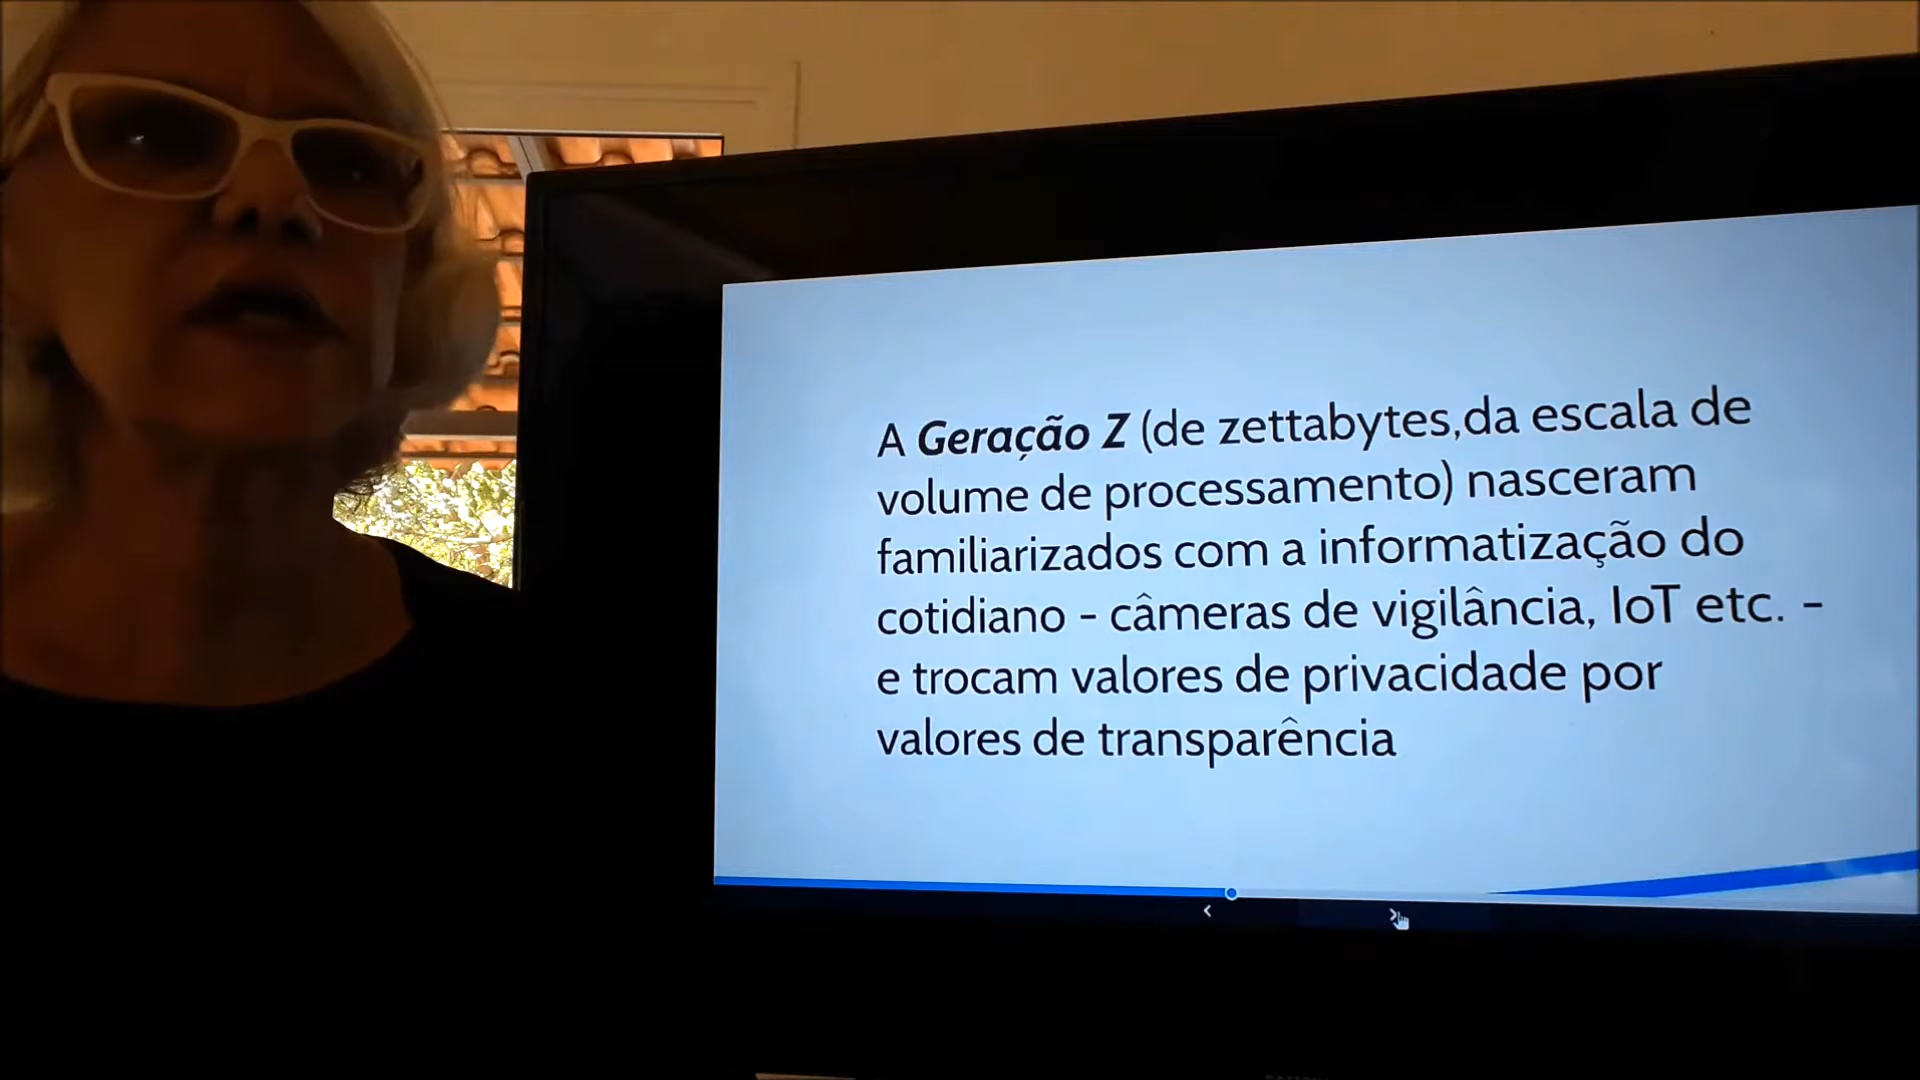 A Geração Z (de zettabytes,da escala de
volume de processamento) nasceram
familiarizados com a informatização do
cotidiano - câmeras de vigilância, IoT etc. -
e trocam valores de privacidade por
valores de transparência